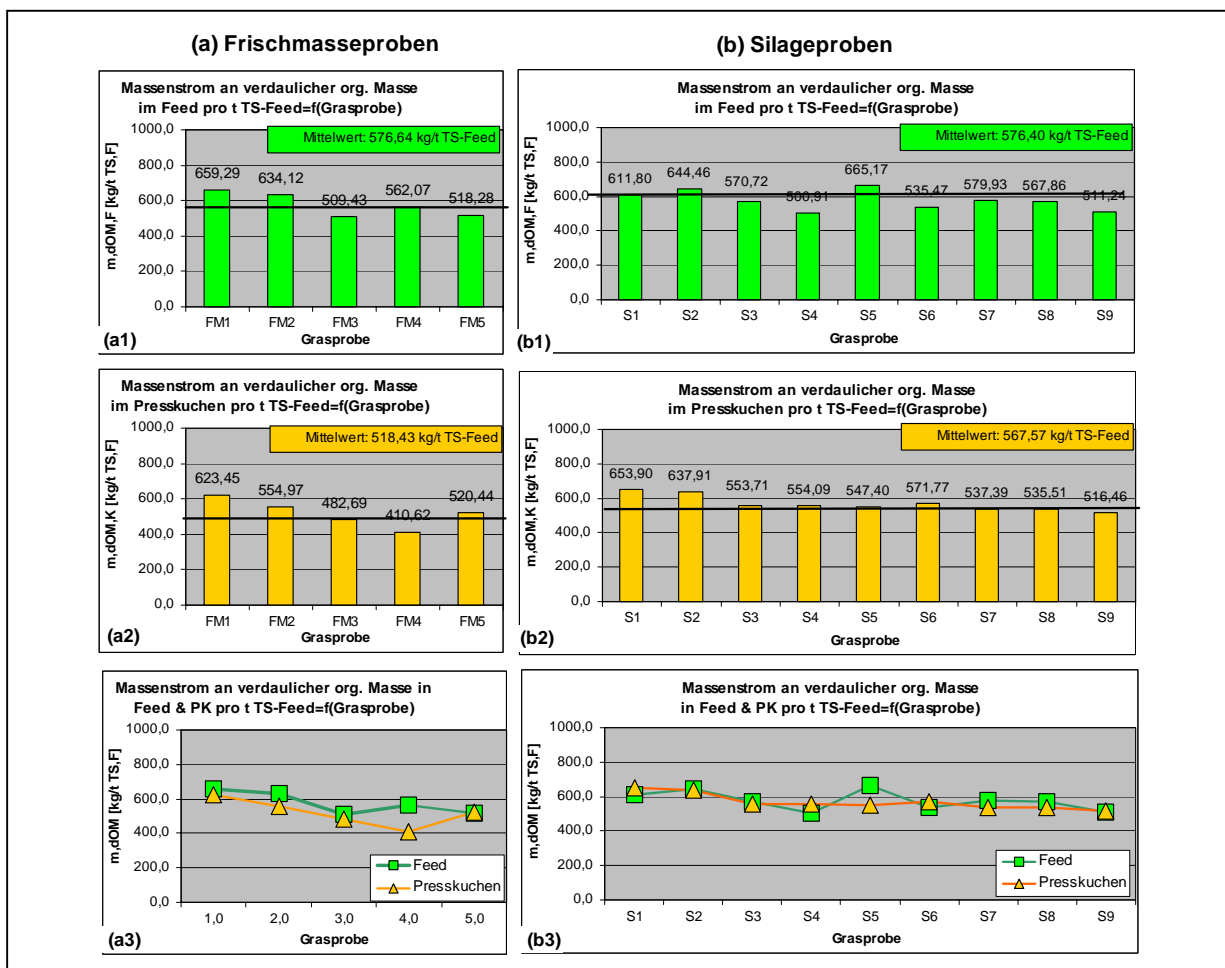 (a) Frischmasseproben
(b) Silageproben
Massenstrom an verdaulicher org. Masse
im Feed pro t TS-Feed=f(Grasprobe)
Mittelwert: 576,64 kg/t TS-Feed
m,dOM,F [kg/t TS,F]
1000,0
800,0
600,0
400,0
200,0
0,0
659,29
634,12
509,43
562,07
518,28
FM1
FM2
FM3
FM4
FM5
Grasprobe
(a1)
Massenstrom an verdaulicher org. Masse
im Feed pro t TS-Feed=f(Grasprobe)
Mittelwert: 576,40 kg/t TS-Feed
m,dOM,F [kg/t TS,F]
1000,0
800,0
600,0
400,0
200,0
0,0
611,80
644,46
570,72
500,91
665,17
535,47
579,93
567,86
511,24
S1
S2
S3
S4
S5
S6
S7
S8
S9
Grasprobe
(b1)
Massenstrom an verdaulicher org. Masse
im Presskuchen pro t TS-Feed=f(Grasprobe)
Mittelwert: 518,43 kg/t TS-Feed
m,dOM,K [kg/t TS,F]
1000,0
800,0
600,0
400,0
200,0
0,0
623,45
554,97
482,69
410,62
520,44
FM1
FM2
FM3
FM4
FM5
Grasprobe
(a2)
Massenstrom an verdaulicher org. Masse
im Presskuchen pro t TS-Feed=f(Grasprobe)
Mittelwert: 567,57 kg/t TS-Feed
m,dOM,K [kg/t TS,F]
1000,0
800,0
600,0
400,0
200,0
0,0
653,90
637,91
553,71
554,09
547,40
571,77
537,39
535,51
516,46
S1
S2
S3
S4
S5
S6
S7
S8
S9
Grasprobe
(b2)
Massenstrom an verdaulicher org. Masse in
Feed & PK pro t TS-Feed=f(Grasprobe)
m,dOM [kg/t TS,F]
1000,0
800,0
600,0
400,0
200,0
0,0
Feed
Presskuchen
1,0
2,0
3,0
4,0
5,0
Grasprobe
(a3)
Massenstrom an verdaulicher org. Masse
in Feed & PK pro t TS-Feed=f(Grasprobe)
m,dOM [kg/t TS,F]
1000,0
800,0
600,0
400,0
200,0
0,0
Feed
Presskuchen
S1
S2
S3
S4
S5
S6
S7
S8
S9
Grasprobe
(b3)